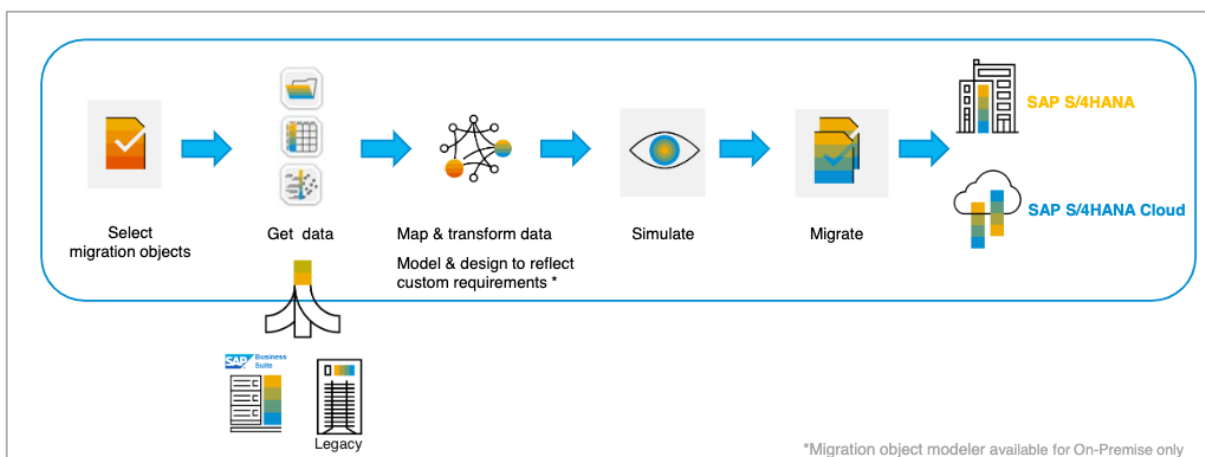 SAP S/4HANA
SAP S/4HANA Cloud
Select
migration objects
Get data
Map & transform data
Model & design to reflect
custom requirements *
Simulate
Migrate
SAP Business
Suite
Legacy
*Migration object modeler available for On-Premise only